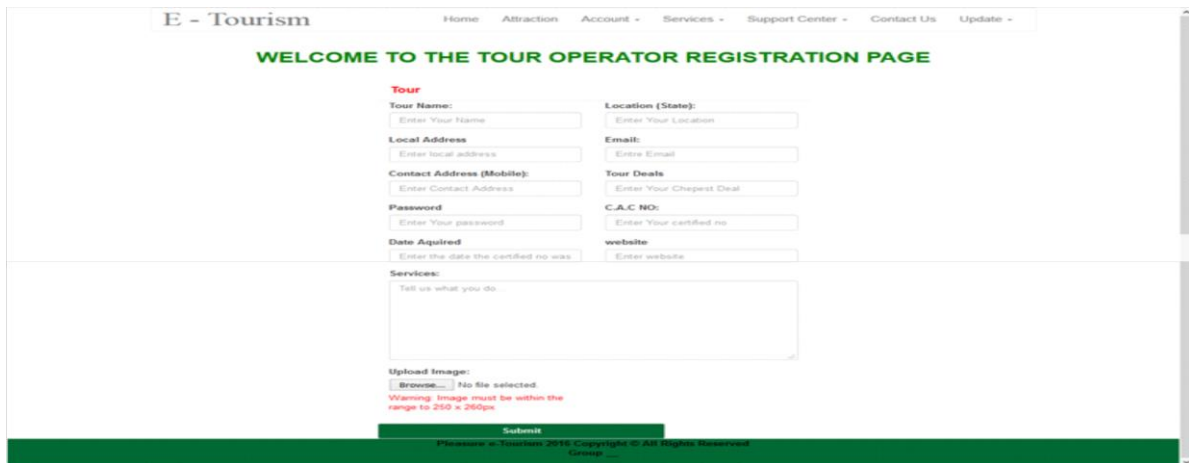 E - Tourism
Home Attraction Account Services Support Center Contact Us Update
WELCOME TO THE TOUR OPERATOR REGISTRATION PAGE
Tour
Tour Name: Location (State):
Enter Your Name Enter Your Location
Local Address Email:
Enter local address Entre Email
Contact Address (Mobile): Tour Deals
Enter Contact Address Enter Your Chepest Deal
Password C.A.C NO:
Enter Your password Enter Your certified no
Date Aquired website
Enter the date the certified no was Enter website
Services:
Tell us what you do.
Upload Image:
Browse... No file selected.
Warning: Image must be within the
range to 250 x 260px
Submit
Pleasure e-Tourism 2016 Copyright © All Rights Reserved
Group __